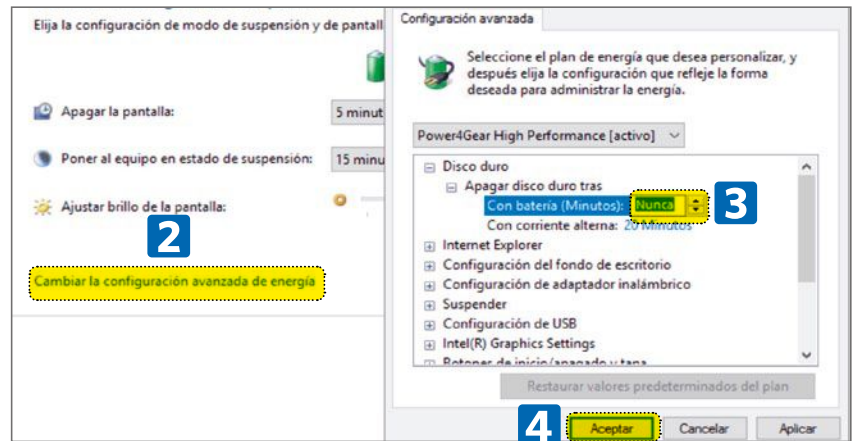 Elija la configuración de modo de suspensión y de pantall
Apagar la pantalla: 5 minut
Poner al equipo en estado de suspensión: 15 minu
Ajustar brillo de la pantalla:
2
Cambiar la configuración avanzada de energía
Configuración avanzada
Seleccione el plan de energía que desea personalizar, y
después elija la configuración que refleje la forma
deseada para administrar la energía.
Power4Gear High Performance [activo]
Disco duro
Apagar disco duro tras
Con batería (Minutos): Nunca 3
Con corriente alterna: 20 Minutos
Internet Explorer
Configuración del fondo de escritorio
Configuración de adaptador inalámbrico
Suspender
Configuración de USB
Intel(R) Graphics Settings
Botones de inicio/apagado y tapa
Restaurar valores predeterminados del plan
4 Aceptar Cancelar Aplicar